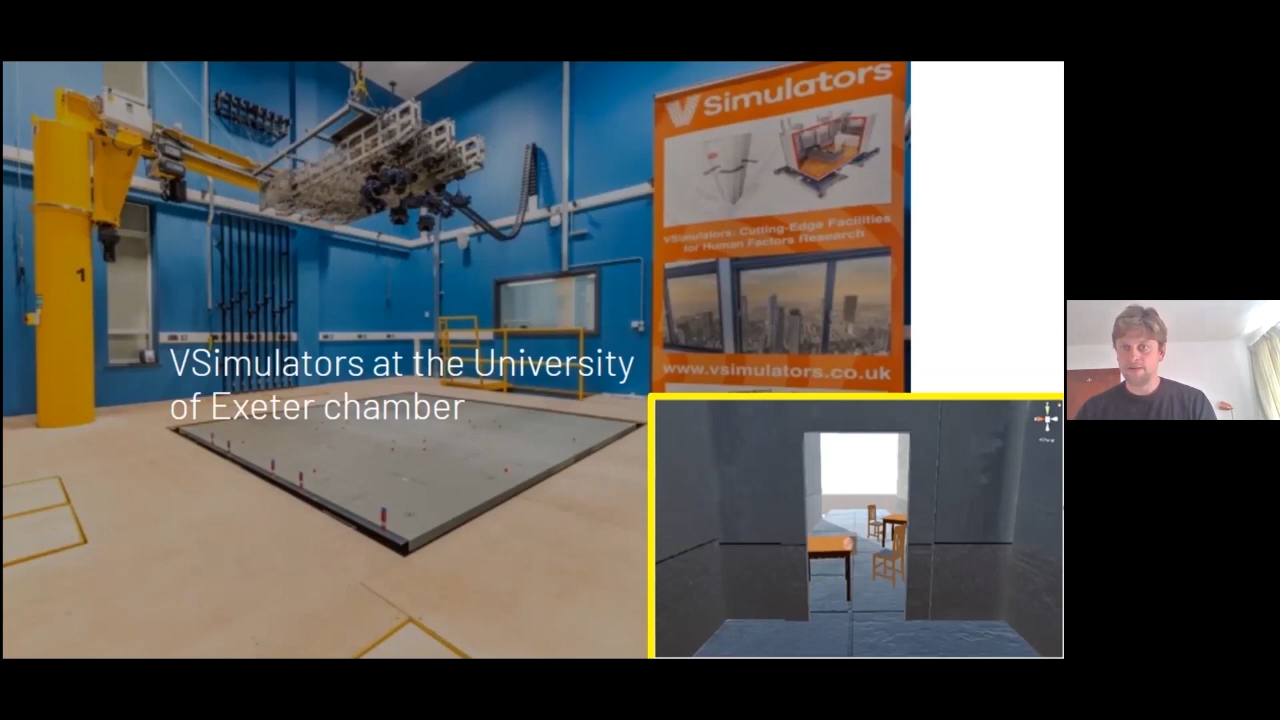 VSimulators
VSimulators: Cutting-Edge Facilities
for Human Factors Research
www.vsimulators.co.uk
1
VSimulators at the University
of Exeter chamber